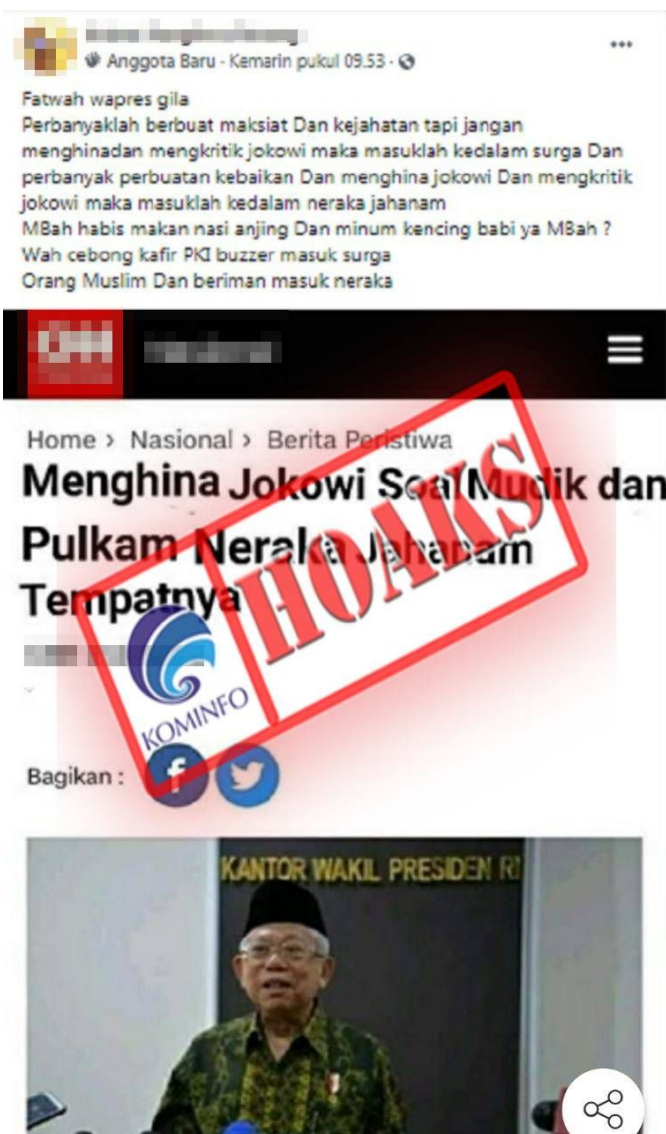 Anggota Baru · Kemarin pukul 09.53 ·
Fatwah wapres gila
Perbanyaklah berbuat maksiat Dan kejahatan tapi jangan
menghinadan mengkritik jokowi maka masuklah kedalam surga Dan
perbanyak perbuatan kebaikan Dan menghina jokowi Dan mengkritik
jokowi maka masuklah kedalam neraka jahanam
MBah habis makan nasi anjing Dan minum kencing babi ya MBah ?
Wah cebong kafir PKI buzzer masuk surga
Orang Muslim Dan beriman masuk neraka
Home > Nasional > Berita Peristiwa
Menghina Jokowi Soal Mudik dan
Pulkam Neraka Jahanam
Tempatnya
HOAKS
KOMINFO
Bagikan :
KANTOR WAKIL PRESIDEN RI